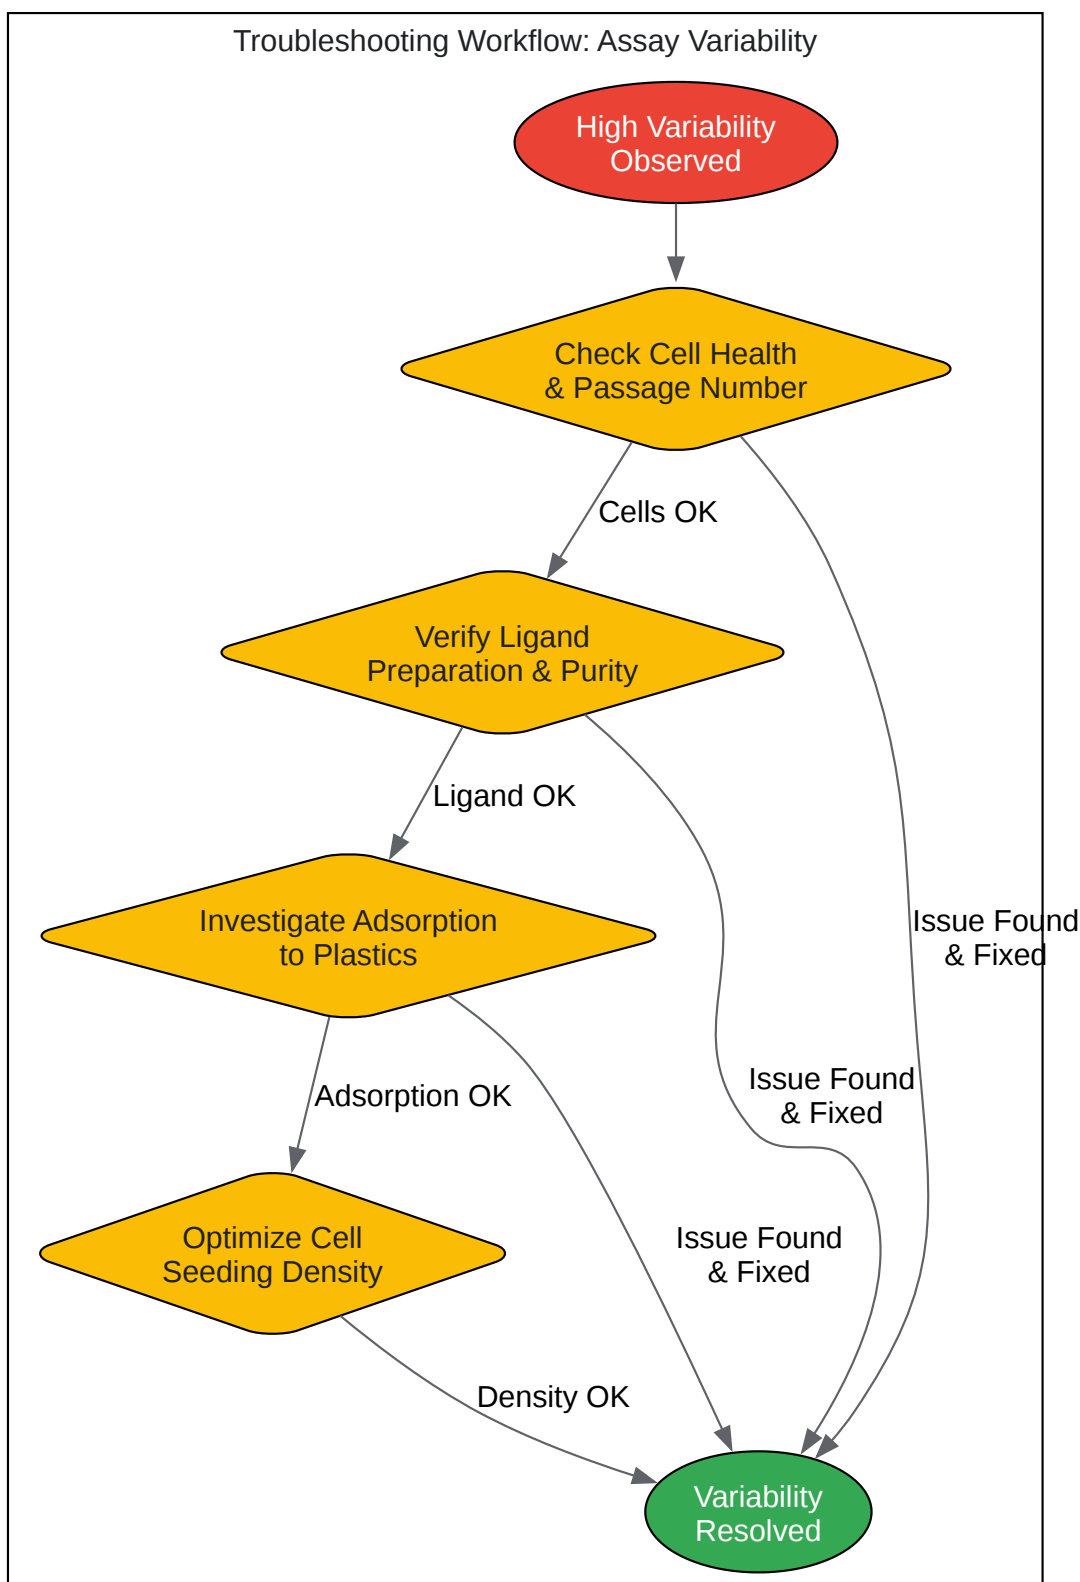 Troubleshooting Workflow: Assay Variability
High Variability
Observed
Check Cell Health
& Passage Number
Cells OK
Verify Ligand
Preparation & Purity
Ligand OK
Investigate Adsorption
to Plastics
Issue Found
& Fixed
Issue Found
& Fixed
Adsorption OK
Optimize Cell
Seeding Density
Issue Found
& Fixed
Density OK
Variability
Resolved